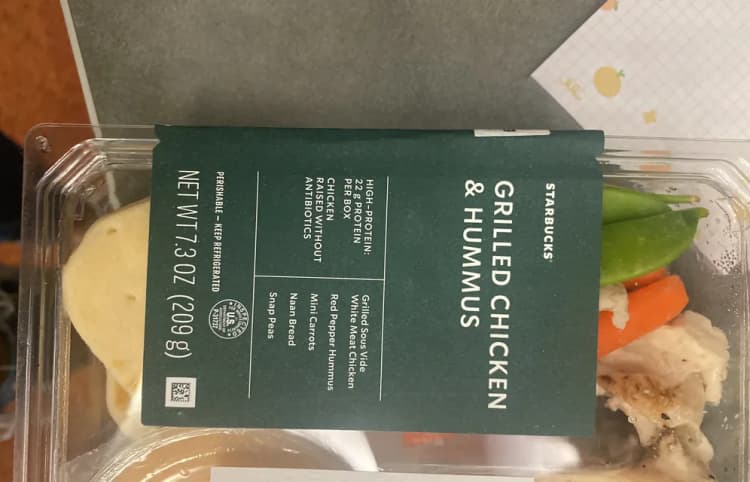 STARBUCKS®
GRILLED CHICKEN
& HUMMUS
HIGH-PROTEIN:
22 g PROTEIN
PER BOX
CHICKEN
RAISED WITHOUT
ANTIBIOTICS
Grilled Sous Vide
White Meat Chicken
Red Pepper Hummus
Mini Carrots
Naan Bread
Snap Peas
PERISHABLE – KEEP REFRIGERATED
NET WT 7.3 OZ (209 g)
U.S.